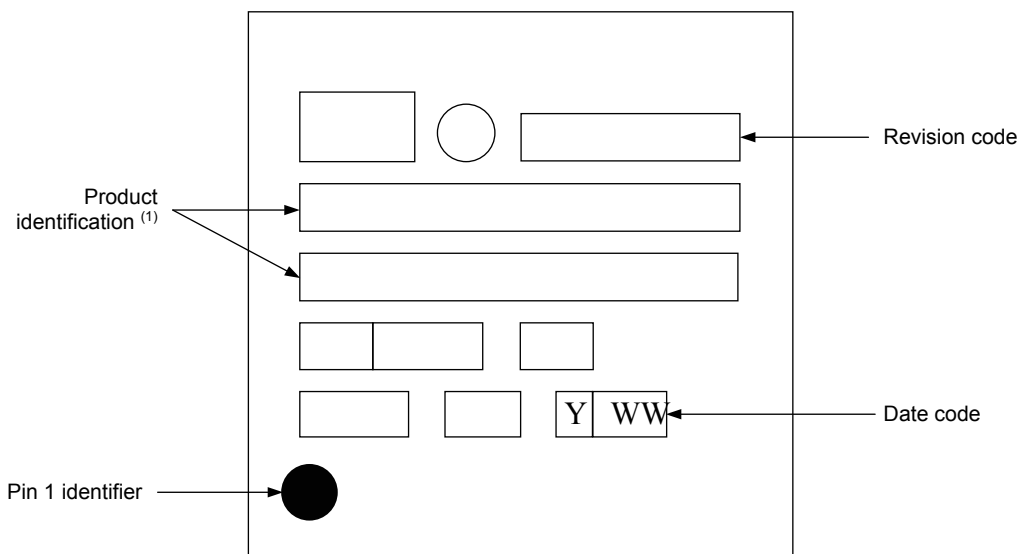 Revision code
Product
identification (1)
Y WW
Date code
Pin 1 identifier